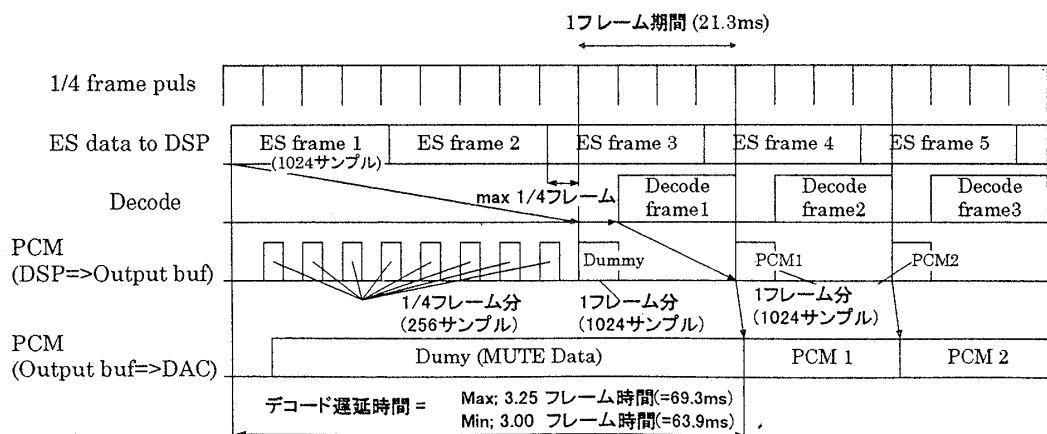 1フレーム期間 (21.3ms)
1/4 frame puls
ES data to DSP
ES frame 1
(1024サンプル)
ES frame 2
ES frame 3
ES frame 4
ES frame 5
Decode
max 1/4フレーム
Decode
frame1
Decode
frame2
Decode
frame3
PCM
(DSP=>Output buf)
Dummy
PCM1
PCM2
1/4フレーム分
(256サンプル)
1フレーム分
(1024サンプル)
1フレーム分
(1024サンプル)
PCM
(Output buf=>DAC)
Dumy (MUTE Data)
PCM 1
PCM 2
デコード遅延時間 =
Max; 3.25 フレーム時間(=69.3ms)
Min; 3.00 フレーム時間(=63.9ms)